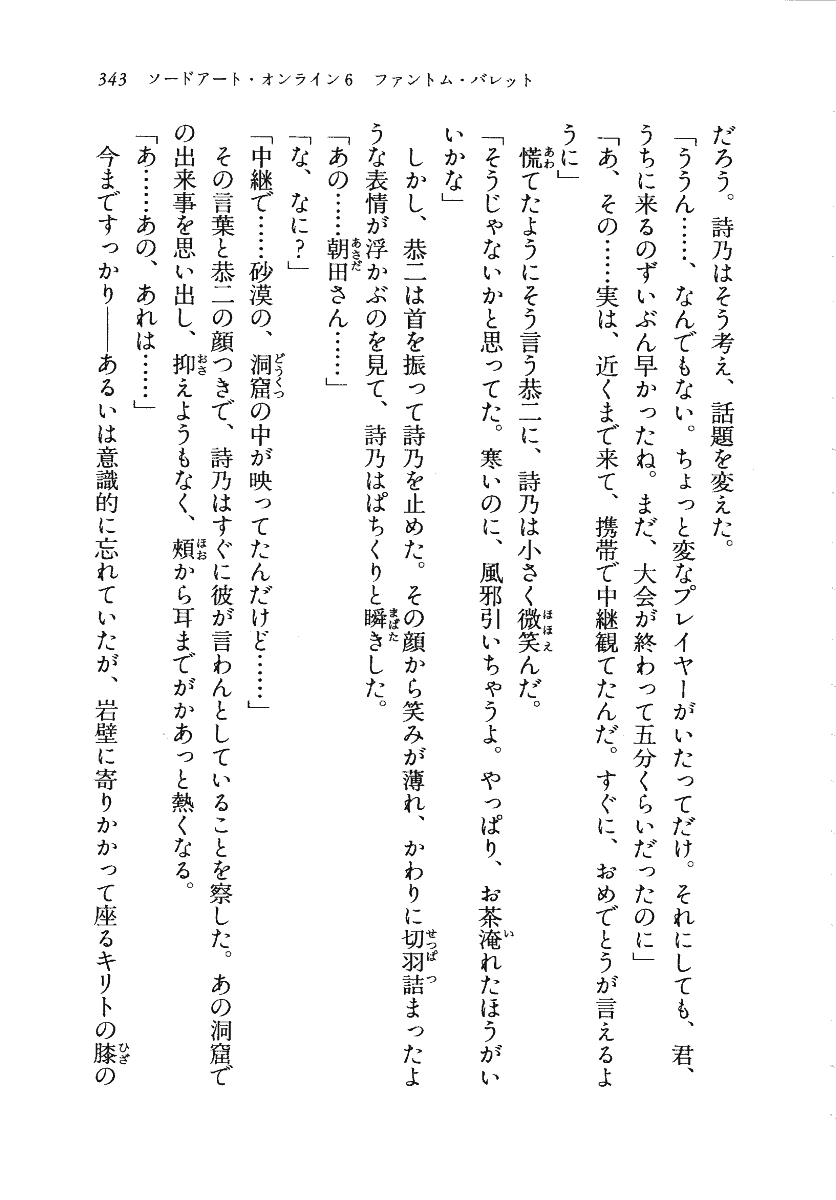 343 ソードアート・オンライン6 ファントム・バレット
だろう。詩乃はそう考え、話題を変えた。
「ううん……、なんでもない。ちょっと変なプレイヤーがいたってだけ。それにしても、君、
うちに来るのずいぶん早かったね。まだ、大会が終わって五分くらいだったのに」
「あ、その……実は、近くまで来て、携帯で中継観てたんだ。すぐに、おめでとうが言えるよ
うに」
慌てたようにそう言う恭二に、詩乃は小さく微笑んだ。
「そうじゃないかと思ってた。寒いのに、風邪引いちゃうよ。やっぱり、お茶淹れたほうがい
いかな」
しかし、恭二は首を振って詩乃を止めた。その顔から笑みが薄れ、かわりに切羽詰まったよ
うな表情が浮かぶのを見て、詩乃はぱちくりと瞬きした。
「あの……朝田さん……」
「な、なに？」
「中継で……砂漠の、洞窟の中が映ってたんだけど……」
その言葉と恭二の顔つきで、詩乃はすぐに彼が言わんとしていることを察した。あの洞窟で
の出来事を思い出し、抑えようもなく、頬から耳までがかあっと熱くなる。
「あ……あの、あれは……」
今まですっかり――あるいは意識的に忘れていたが、岩壁に寄りかかって座るキリトの膝の